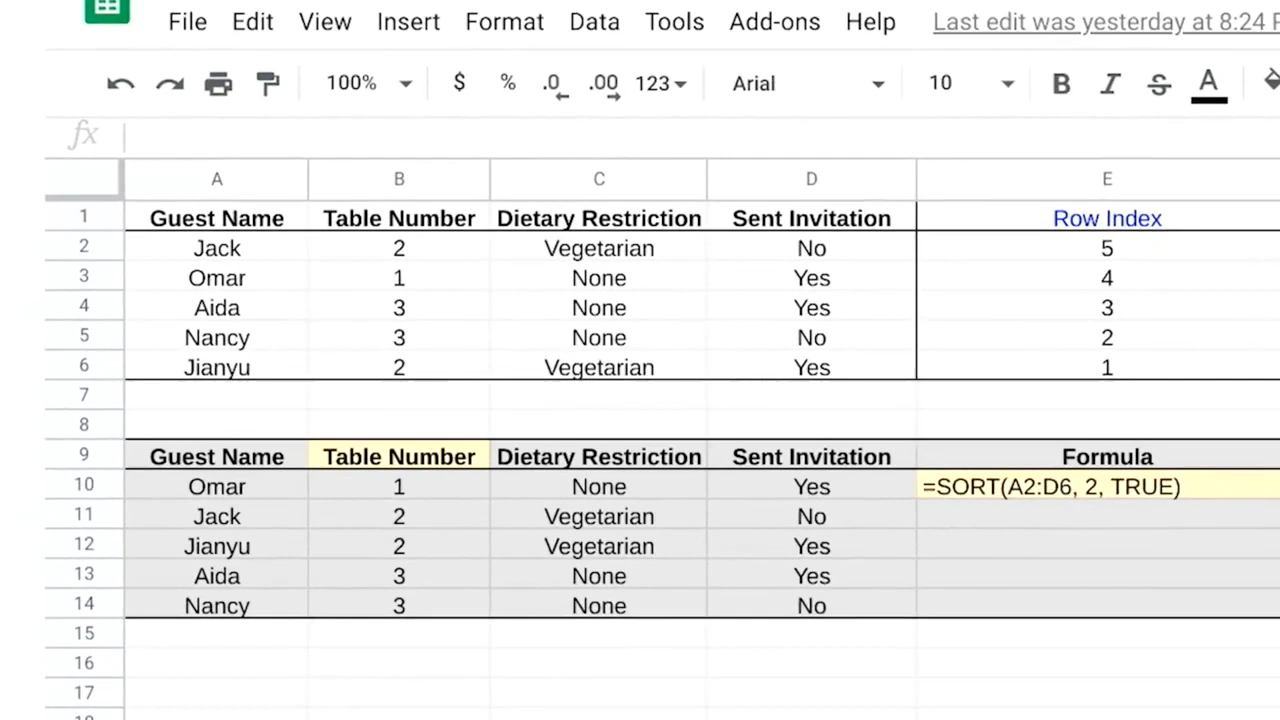 File Edit View Insert Format Data Tools Add-ons Help Last edit was yesterday at 8:24
100% $ % .0 .00 123 Arial 10 B I S A
fx
A B C D E
1 Guest Name Table Number Dietary Restriction Sent Invitation Row Index
2 Jack 2 Vegetarian No 5
3 Omar 1 None Yes 4
4 Aida 3 None Yes 3
5 Nancy 3 None No 2
6 Jianyu 2 Vegetarian Yes 1
7
8
9 Guest Name Table Number Dietary Restriction Sent Invitation Formula
10 Omar 1 None Yes =SORT(A2:D6, 2, TRUE)
11 Jack 2 Vegetarian No
12 Jianyu 2 Vegetarian Yes
13 Aida 3 None Yes
14 Nancy 3 None No
15
16
17